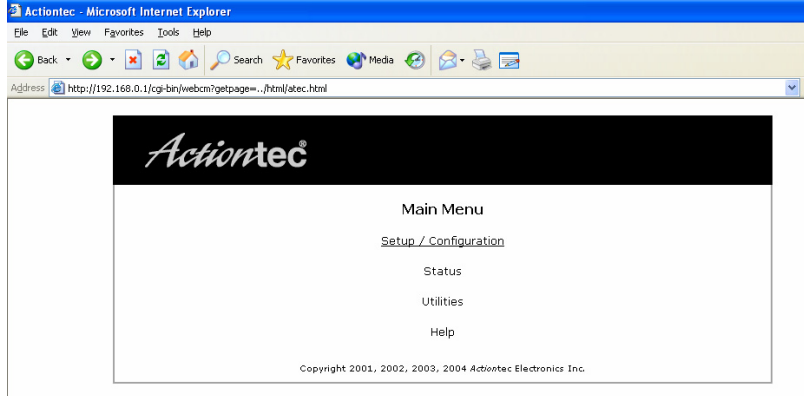 Actiontec - Microsoft Internet Explorer
File Edit View Favorites Tools Help
Back Search Favorites Media
Address http://192.168.0.1/cgi-bin/webcm?getpage=../html/atec.html
Actiontec®
Main Menu
Setup / Configuration
Status
Utilities
Help
Copyright 2001, 2002, 2003, 2004 Actiontec Electronics Inc.